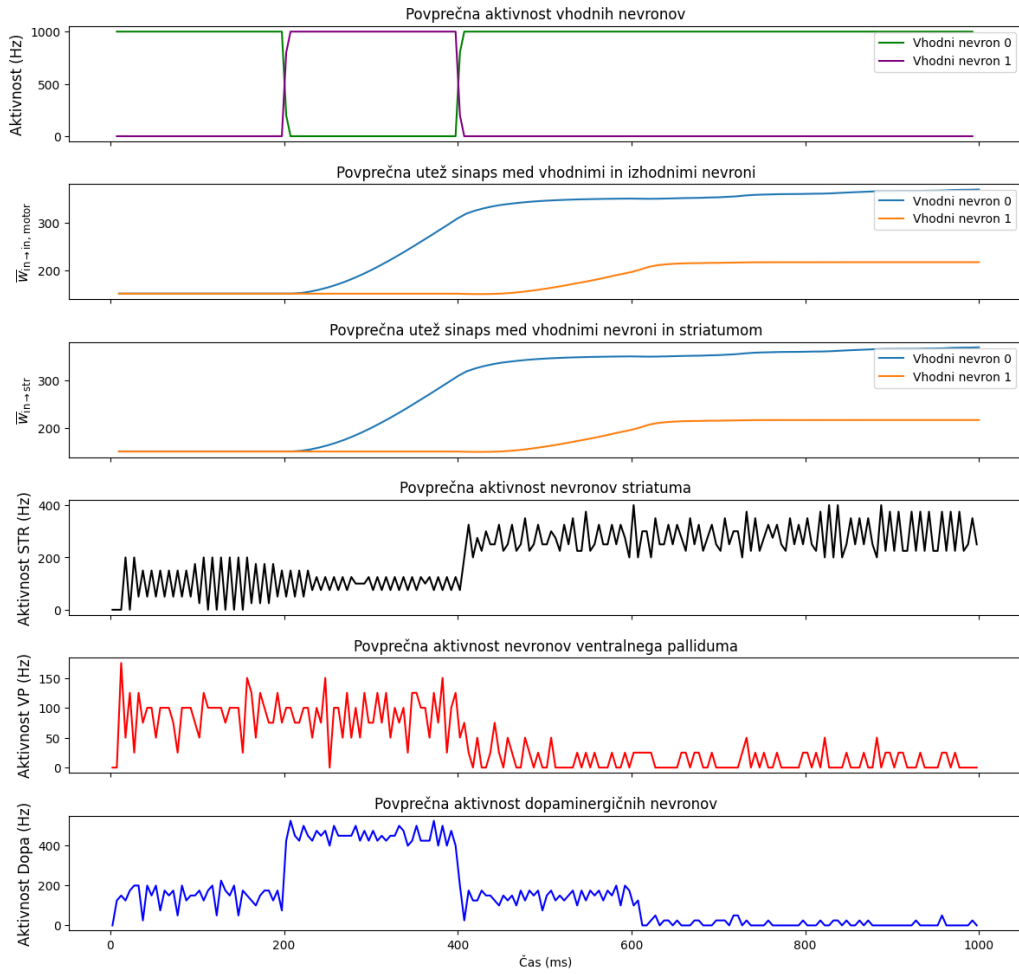 Povprečna aktivnost vhodnih nevronov
Aktivnost (Hz)
1000
500
0
Vhodni nevron 0
Vhodni nevron 1
Povprečna utež sinaps med vhodnimi in izhodnimi nevroni
W̅in→in, motor
300
200
Vhodni nevron 0
Vhodni nevron 1
Povprečna utež sinaps med vhodnimi nevroni in striatumom
W̅in→str
300
200
Vhodni nevron 0
Vhodni nevron 1
Povprečna aktivnost nevronov striatuma
Aktivnost STR (Hz)
400
200
0
Povprečna aktivnost nevronov ventralnega palliduma
Aktivnost VP (Hz)
150
100
50
0
Povprečna aktivnost dopaminergičnih nevronov
Aktivnost Dopa (Hz)
400
200
0
0 200 400 600 800 1000
Čas (ms)